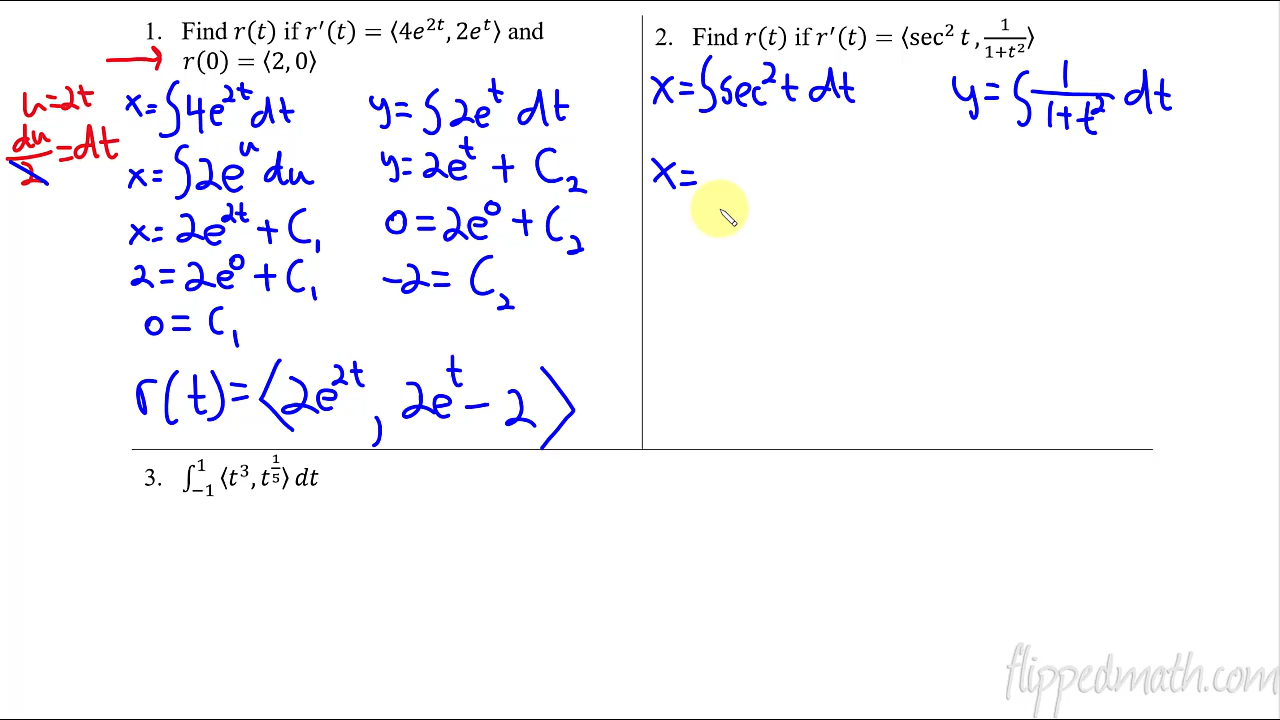 1. Find r(t) if r′(t) = ⟨4e^{2t}, 2e^t⟩ and
r(0) = ⟨2, 0⟩
u=2t
du/2 = dt
x=∫4e^{2t}dt
x=∫2e^u du
x=2e^{2t}+C₁
2=2e^0+C₁
0=C₁
y=∫2e^t dt
y=2e^t + C₂
0=2e^0+C₂
-2=C₂
r(t)=⟨2e^{2t}, 2e^t-2⟩
2. Find r(t) if r′(t) = ⟨sec² t, 1/(1+t²)⟩
x=∫sec²t dt
y=∫1/(1+t²) dt
x=
3. ∫_{-1}^{1} ⟨t³, t^{1/5}⟩ dt
flippedmath.com